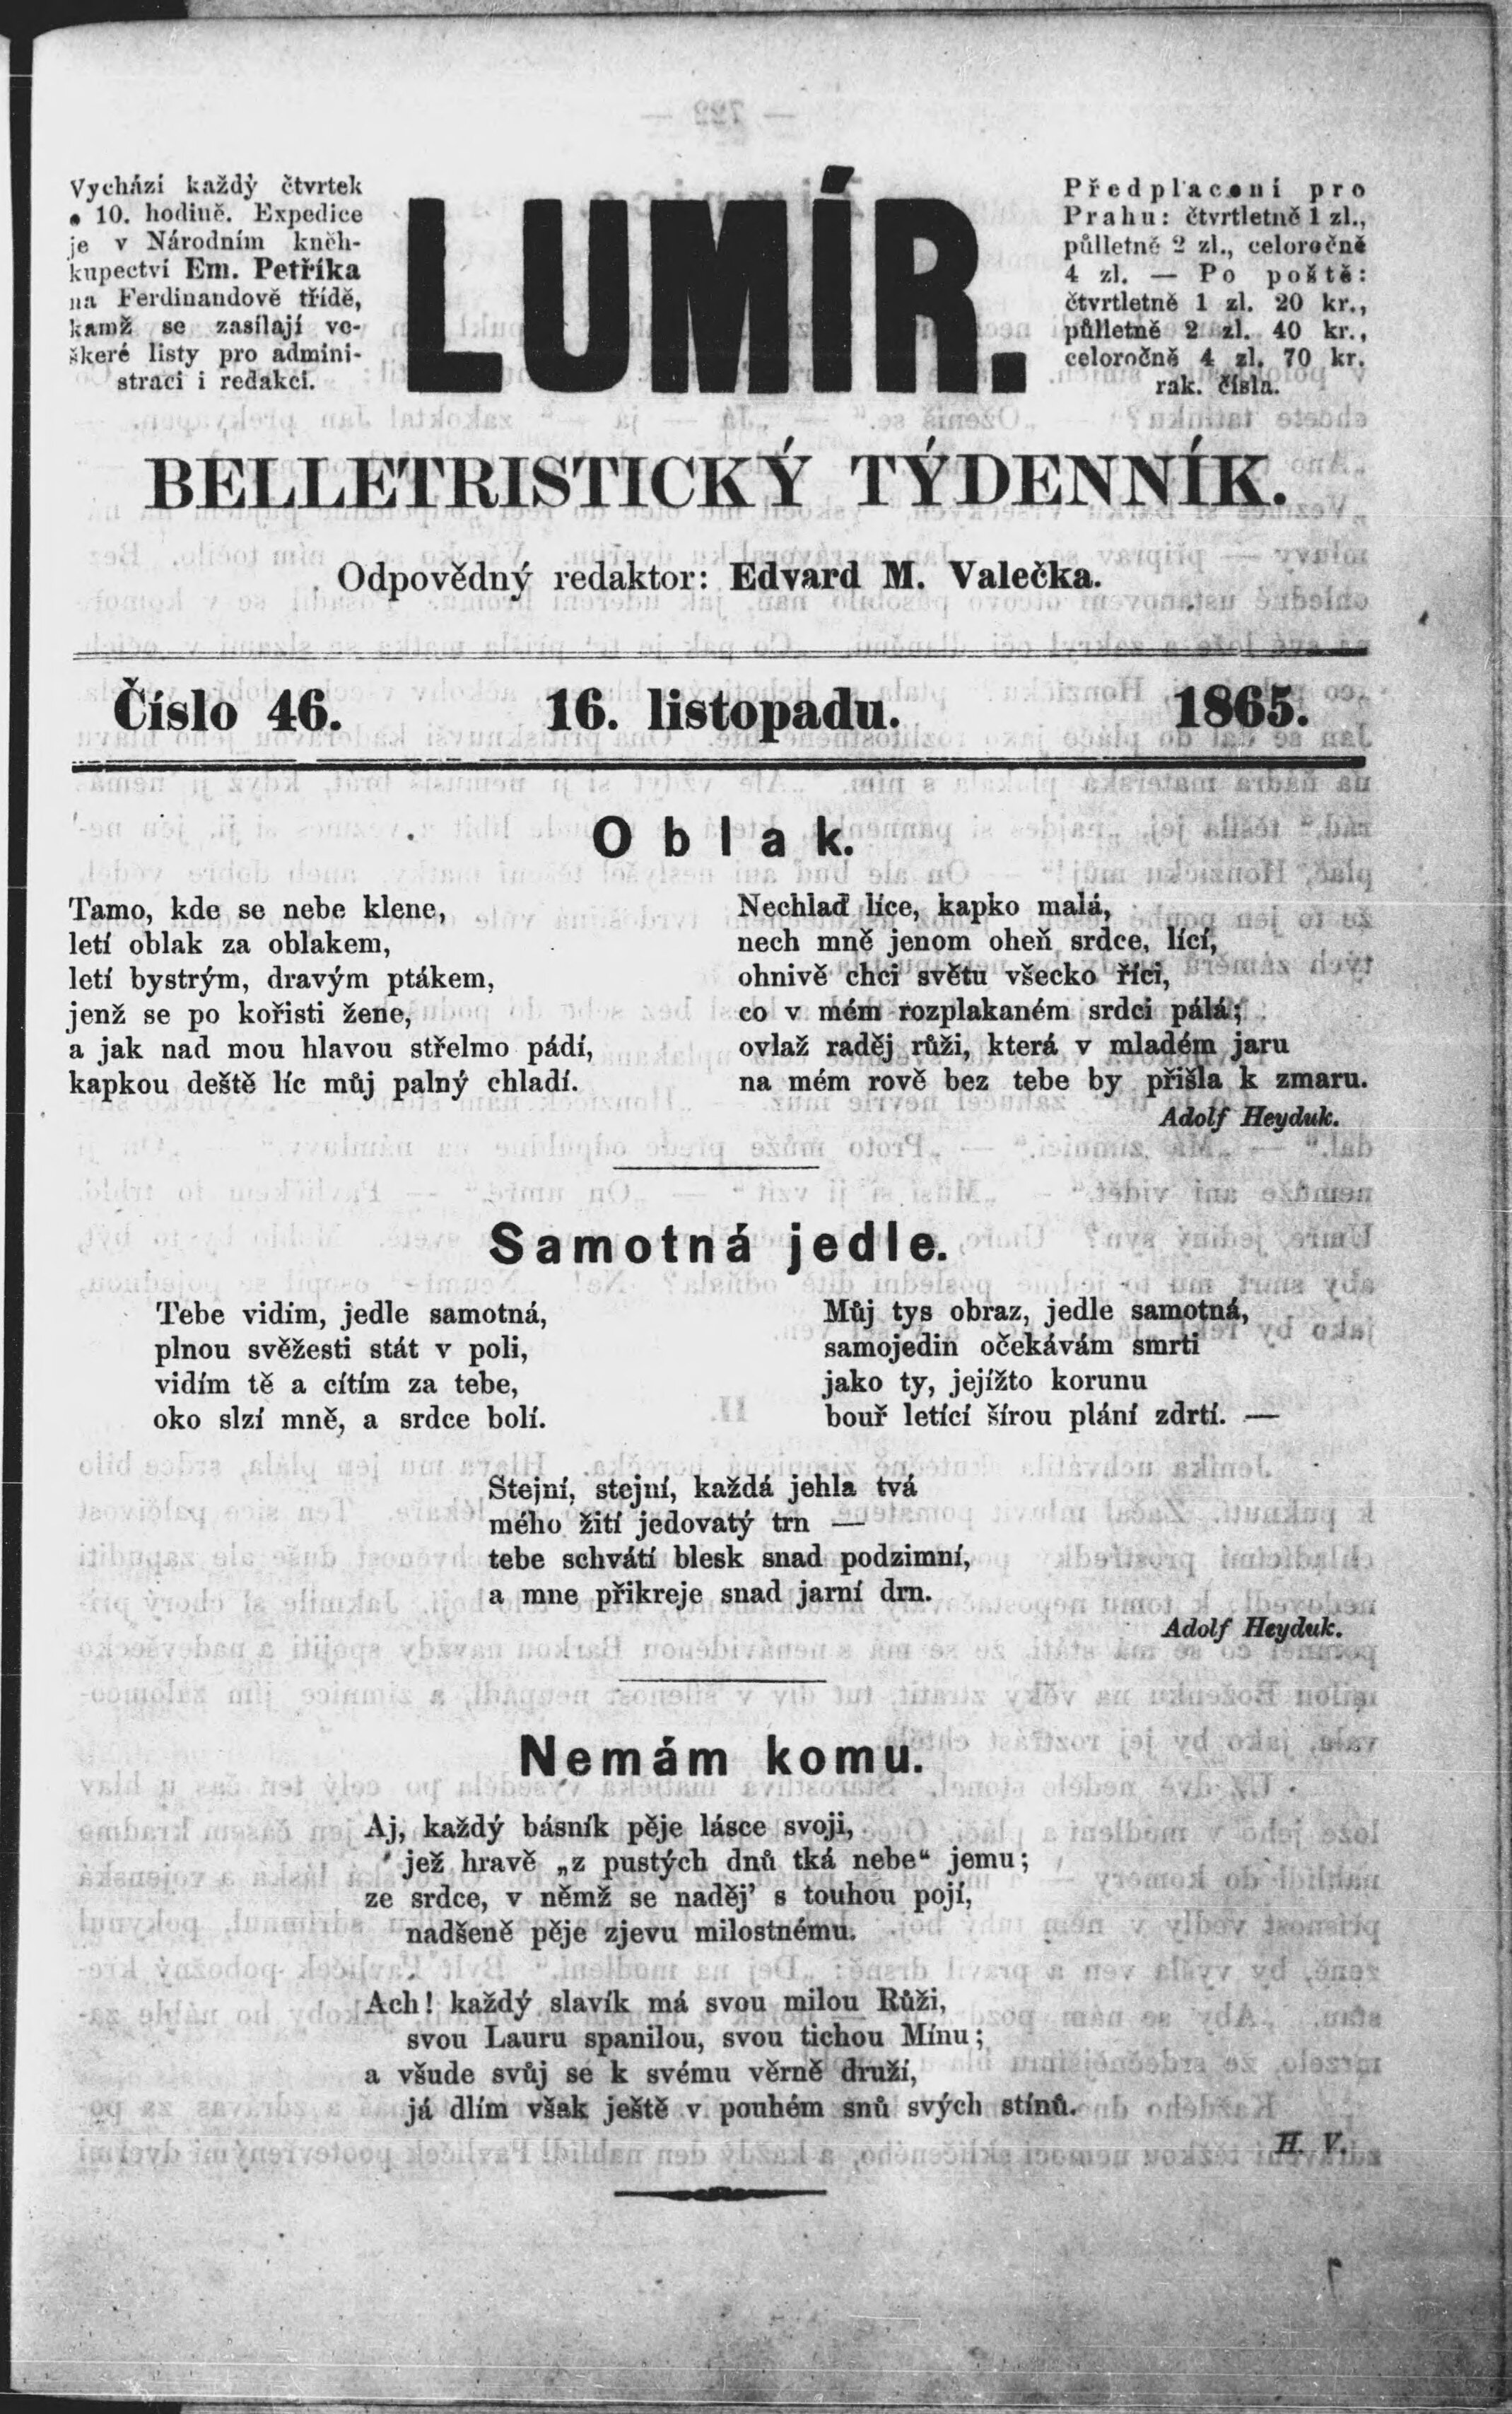 Vychází každý čtvrtek
o 10. hodině. Expedice
je v Národním kněh-
kupectví Em. Petříka
na Ferdinandově třídě,
kamž se zasílají ve-
škeré listy pro admini-
straci i redakci.
LUMÍR.
Předplacení pro
Prahu: čtvrtletně 1 zl.,
půlletně 2 zl., celoročně
4 zl. — Po poště:
čtvrtletně 1 zl. 20 kr.,
půlletně 2 zl. 40 kr.,
celoročně 4 zl. 70 kr.
rak. čísla.
BELLETRISTICKÝ TÝDENNÍK.
Odpovědný redaktor: Edvard M. Valečka.
Číslo 46. 16. listopadu. 1865.
Oblak.
Tamo, kde se nebe klene,
letí oblak za oblakem,
letí bystrým, dravým ptákem,
jenž se po kořisti žene,
a jak nad mou hlavou střelmo pádí,
kapkou deště líc můj palný chladí.
Nechlaď líce, kapko malá,
nech mně jenom oheň srdce, lící,
ohnivě chci světu všecko říci,
co v mém rozplakaném srdci pálá;
ovlaž raděj růži, která v mladém jaru
na mém rově bez tebe by přišla k zmaru.
Adolf Heyduk.
Samotná jedle.
Tebe vidím, jedle samotná,
plnou svěžesti stát v poli,
vidím tě a cítím za tebe,
oko slzí mně, a srdce bolí.
Můj tys obraz, jedle samotná,
samojedin očekávám smrti
jako ty, jejížto korunu
bouř letící šírou plání zdrtí. —
Stejní, stejní, každá jehla tvá
mého žití jedovatý trn —
tebe schvátí blesk snad podzimní,
a mne přikreje snad jarní drn.
Adolf Heyduk.
Nemám komu.
Aj, každý básník pěje lásce svoji,
jež hravě „z pustých dnů tká nebe“ jemu;
ze srdce, v němž se naděj’ s touhou pojí,
nadšeně pěje zjevu milostnému.
Ach! každý slavík má svou milou Růži,
svou Lauru spanilou, svou tichou Mínu;
a všude svůj se k svému věrně druží,
já dlím však ještě v pouhém snů svých stínů.
H. V.